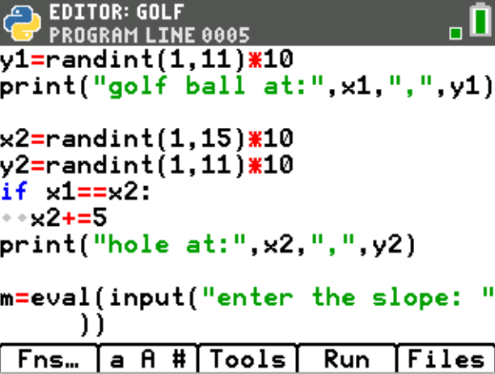 EDITOR: GOLF
PROGRAM LINE 0005
y1=randint(1,11)*10
print("golf ball at:",x1,",",y1)
x2=randint(1,15)*10
y2=randint(1,11)*10
if x1==x2:
◆◆x2+=5
print("hole at:",x2,",",y2)
m=eval(input("enter the slope: "
))
Fns… a A # Tools Run Files